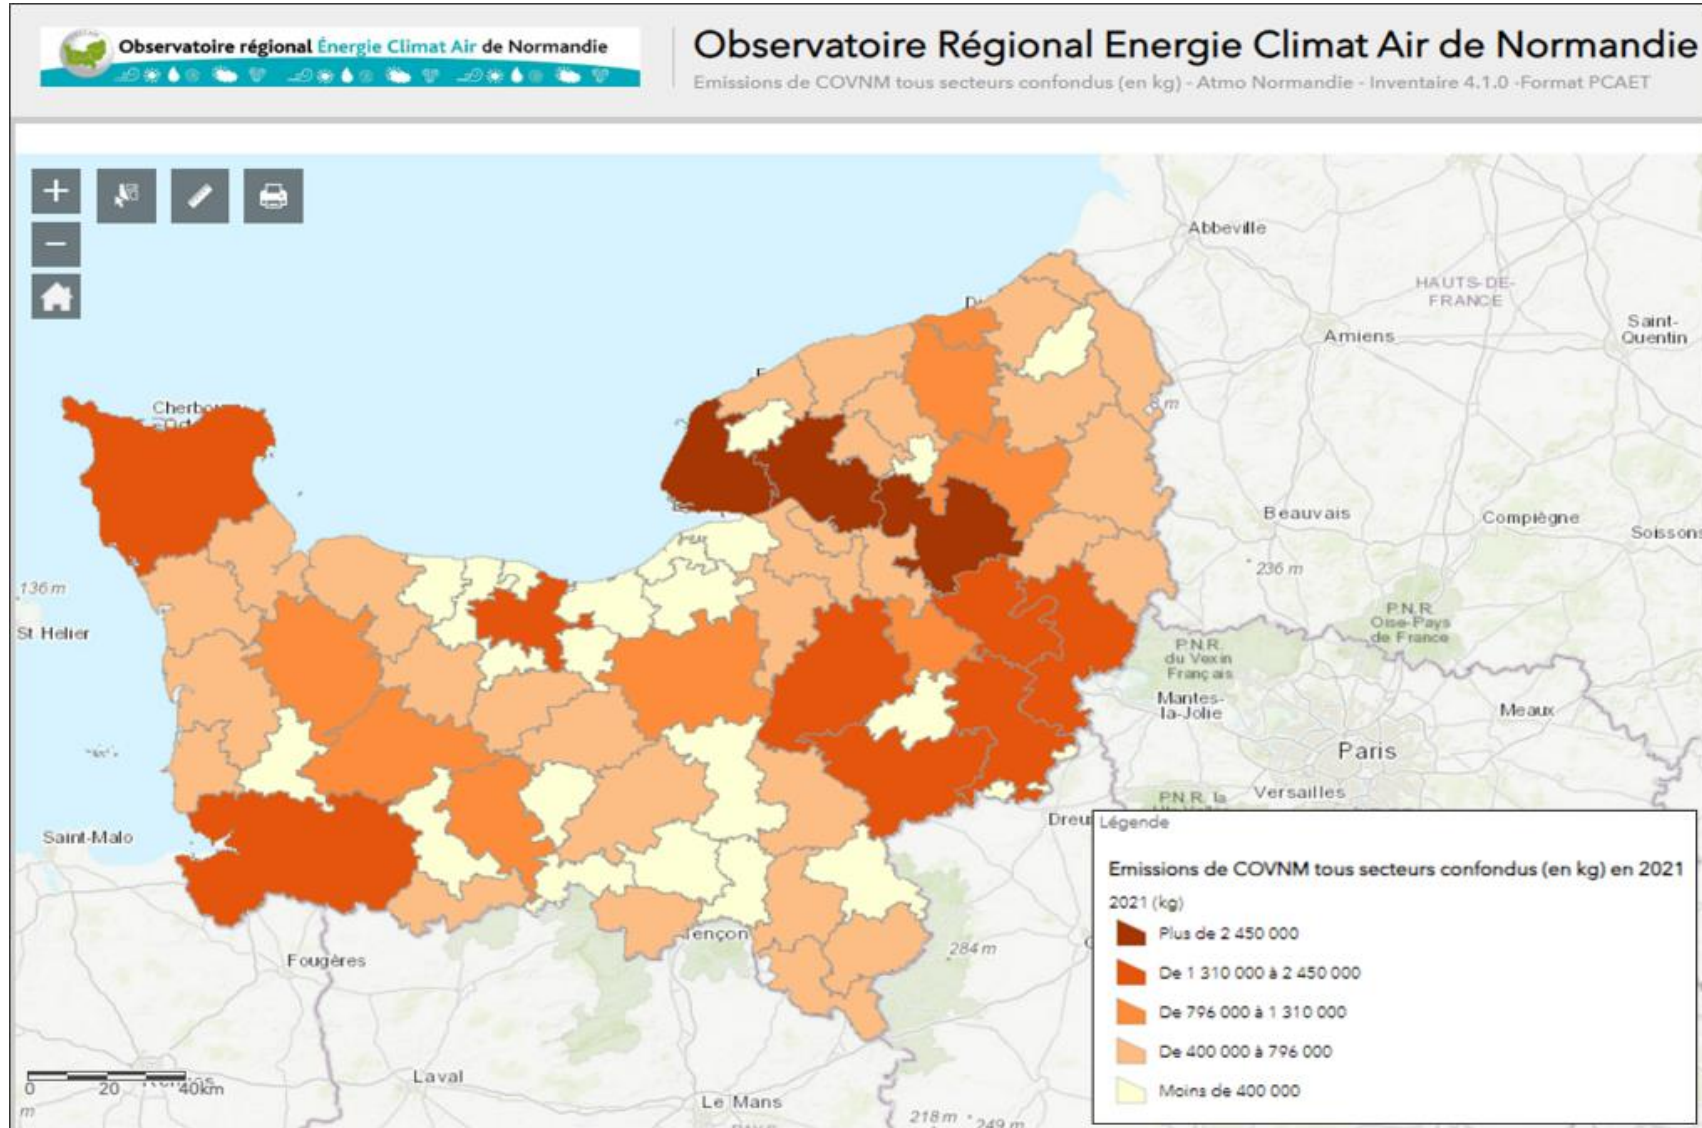 Observatoire régional Énergie Climat Air de Normandie
Observatoire Régional Energie Climat Air de Normandie
Emissions de COVNM tous secteurs confondus (en kg) - Atmo Normandie - Inventaire 4.1.0 -Format PCAET
Abbeville
HAUTS-DE-
FRANCE
Amiens
Saint-
Quentin
Beauvais
Compiègne
Soissons
236 m
136 m
St Helier
P.N.R.
Oise-Pays
de France
P.N.R.
du Vexin
Français
Mantes-
la-Jolie
Meaux
Paris
Versailles
P.N.R. la
Saint-Malo
Fougères
284 m
Laval
Le Mans
218 m
249 m
0 20 40km
Légende
Emissions de COVNM tous secteurs confondus (en kg) en 2021
2021 (kg)
Plus de 2 450 000
De 1 310 000 à 2 450 000
De 796 000 à 1 310 000
De 400 000 à 796 000
Moins de 400 000